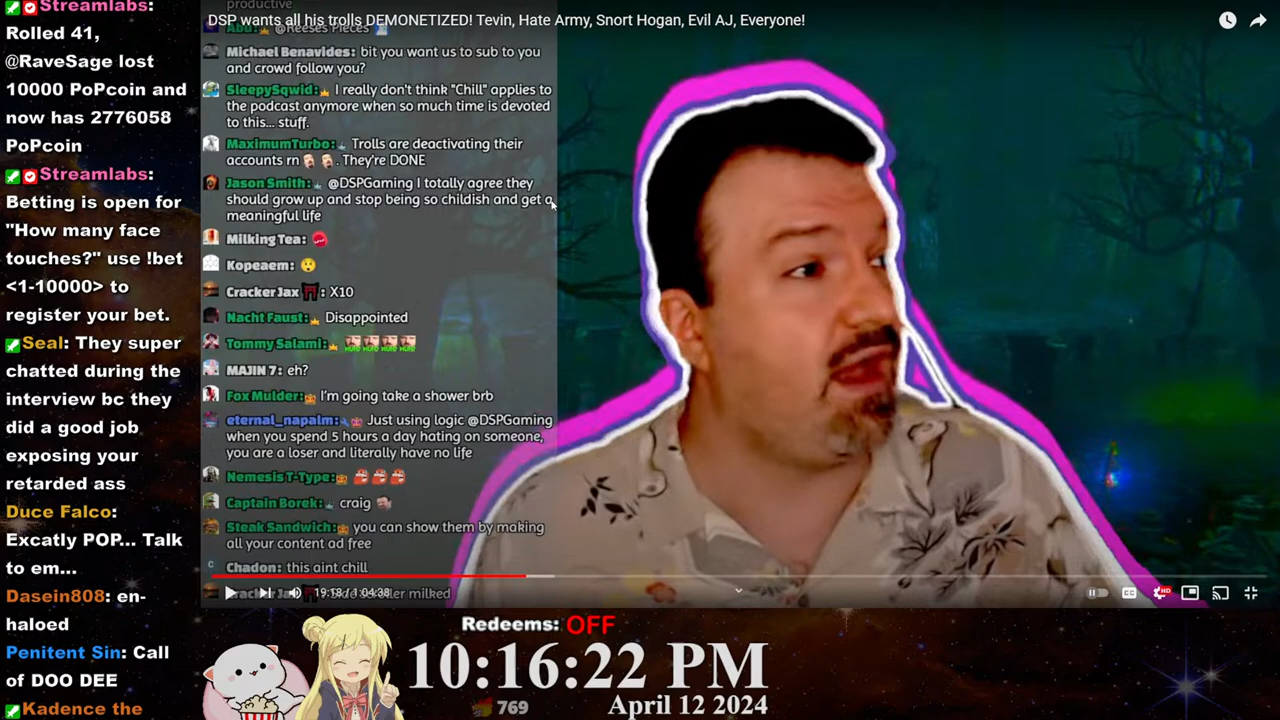 Streamlabs:
Rolled 41,
@RaveSage lost
10000 PoPcoin and
now has 2776058
PoPcoin
Streamlabs:
Betting is open for
"How many face
touches?" use !bet
<1-10000> to
register your bet.
Seal: They super
chatted during the
interview bc they
did a good job
exposing your
retarded ass
Duce Falco:
Excatly POP... Talk
to em...
Dasein808: en-
haloed
Penitent Sin: Call
of DOO DEE
Kadence the
DSP wants all his trolls DEMONETIZED! Tevin, Hate Army, Snort Hogan, Evil AJ, Everyone!
productive
Abu: @Reeses Pieces
Michael Benavides: bit you want us to sub to you
and crowd follow you?
SleepySqwid: I really don't think "Chill" applies to
the podcast anymore when so much time is devoted
to this... stuff.
MaximumTurbo: Trolls are deactivating their
accounts rn . They're DONE
Jason Smith: @DSPGaming I totally agree they
should grow up and stop being so childish and get a
meaningful life
MilkingTea:
Kopeaem:
CrackerJax : X10
Nacht Faust: Disappointed
Tommy Salami:
MAJIN 7: eh?
Fox Mulder: I'm going take a shower brb
eternal_napalm: Just using logic @DSPGaming
when you spend 5 hours a day hating on someone,
you are a loser and literally have no life
Nemesis T-Type:
Captain Borek: craig
Steak Sandwich: you can show them by making
all your content ad free
C Chadon: this aint chill
milked
19:18 / 1:04:38
CC HD
Redeems: OFF
10:16:22 PM
769 April 12 2024